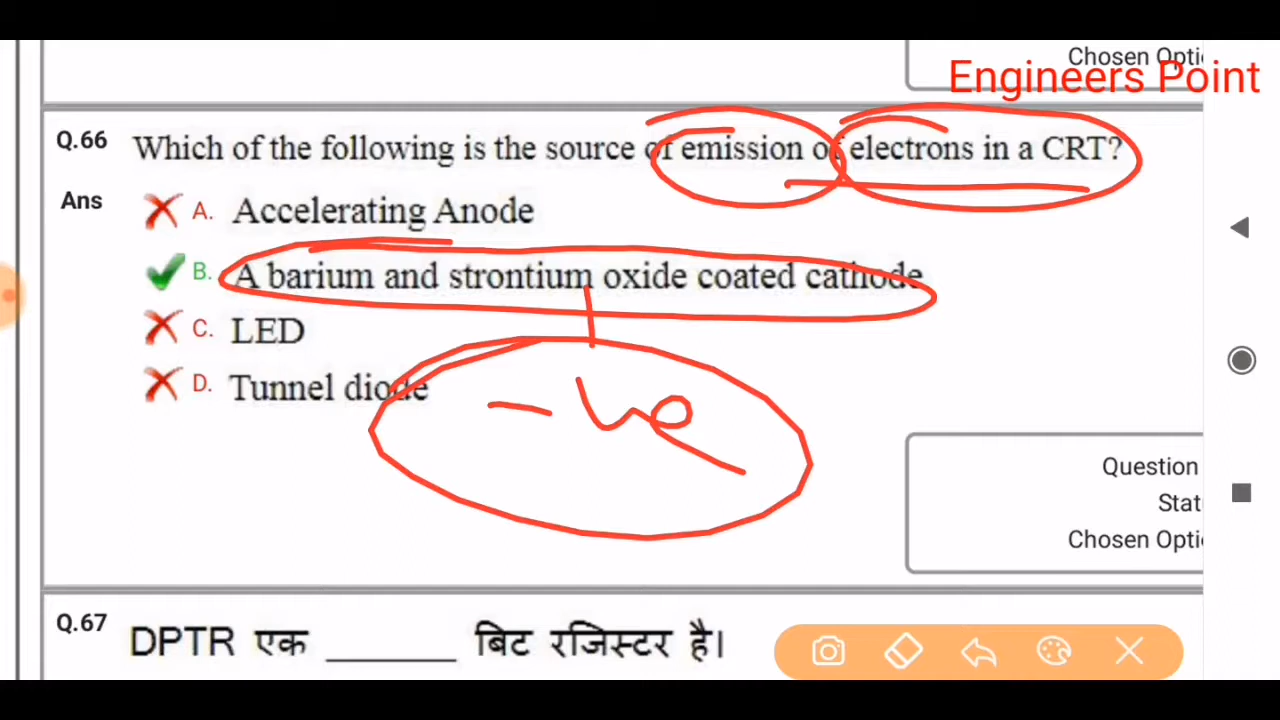 Chosen Opti
Engineers Point
Q.66 Which of the following is the source of emission of electrons in a CRT?
Ans
A. Accelerating Anode
B. A barium and strontium oxide coated cathode
C. LED
D. Tunnel diode
-ve
Question
Stat
Chosen Opti
Q.67 DPTR एक ________ बिट रजिस्टर है।